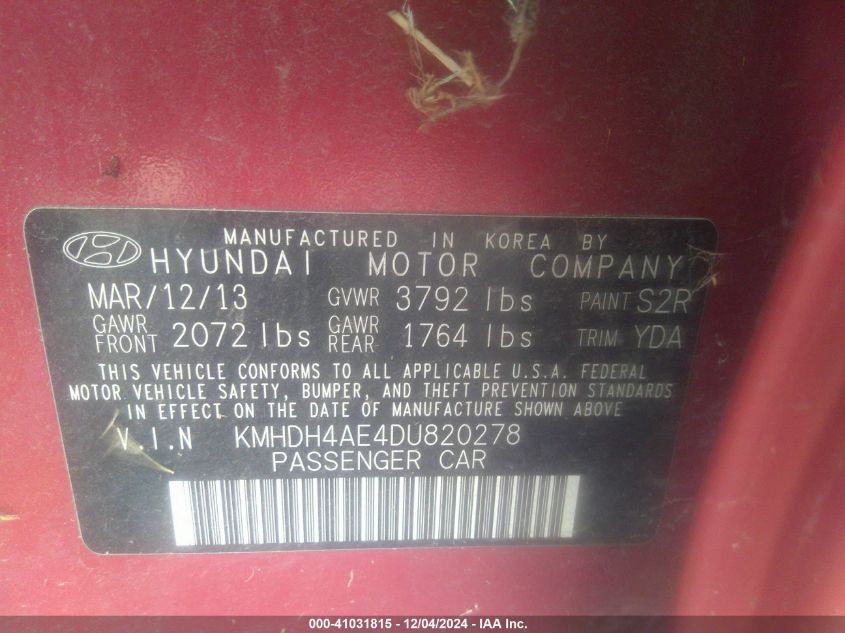 MANUFACTURED IN KOREA BY
HYUNDAI MOTOR COMPANY
MAR/12/13 GVWR 3792 lbs PAINT S2R
GAWR FRONT 2072 lbs GAWR REAR 1764 lbs TRIM YDA
THIS VEHICLE CONFORMS TO ALL APPLICABLE U.S.A. FEDERAL
MOTOR VEHICLE SAFETY, BUMPER, AND THEFT PREVENTION STANDARDS
IN EFFECT ON THE DATE OF MANUFACTURE SHOWN ABOVE
V.I.N KMHDH4AE4DU820278
PASSENGER CAR
000-41031815 - 12/04/2024 - IAA Inc.